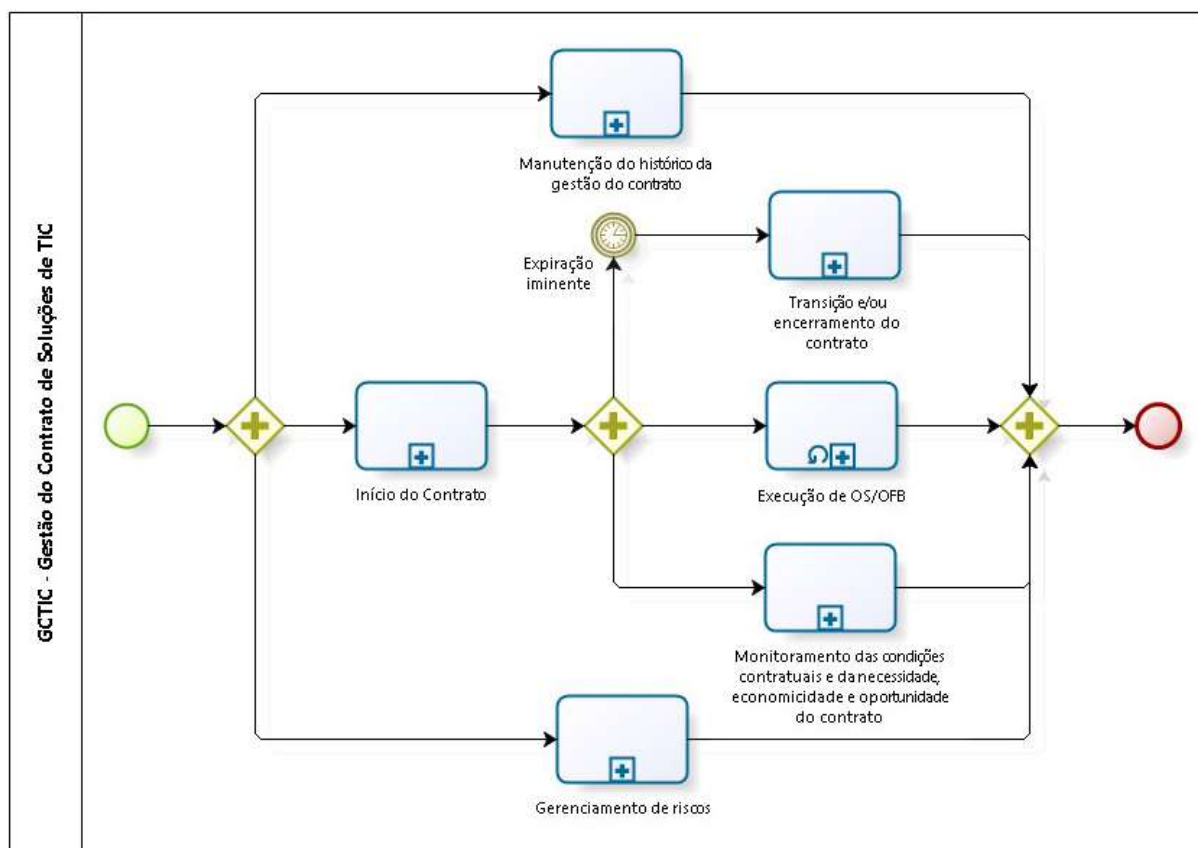 GCTIC - Gestão do Contrato de Soluções de TIC
Manutenção do histórico da
gestão do contrato
Expiração
iminente
Transição e/ou
encerramento do
contrato
Início do Contrato
Execução de OS/OFB
Monitoramento das condições
contratuais e da necessidade,
economicidade e oportunidade
do contrato
Gerenciamento de riscos